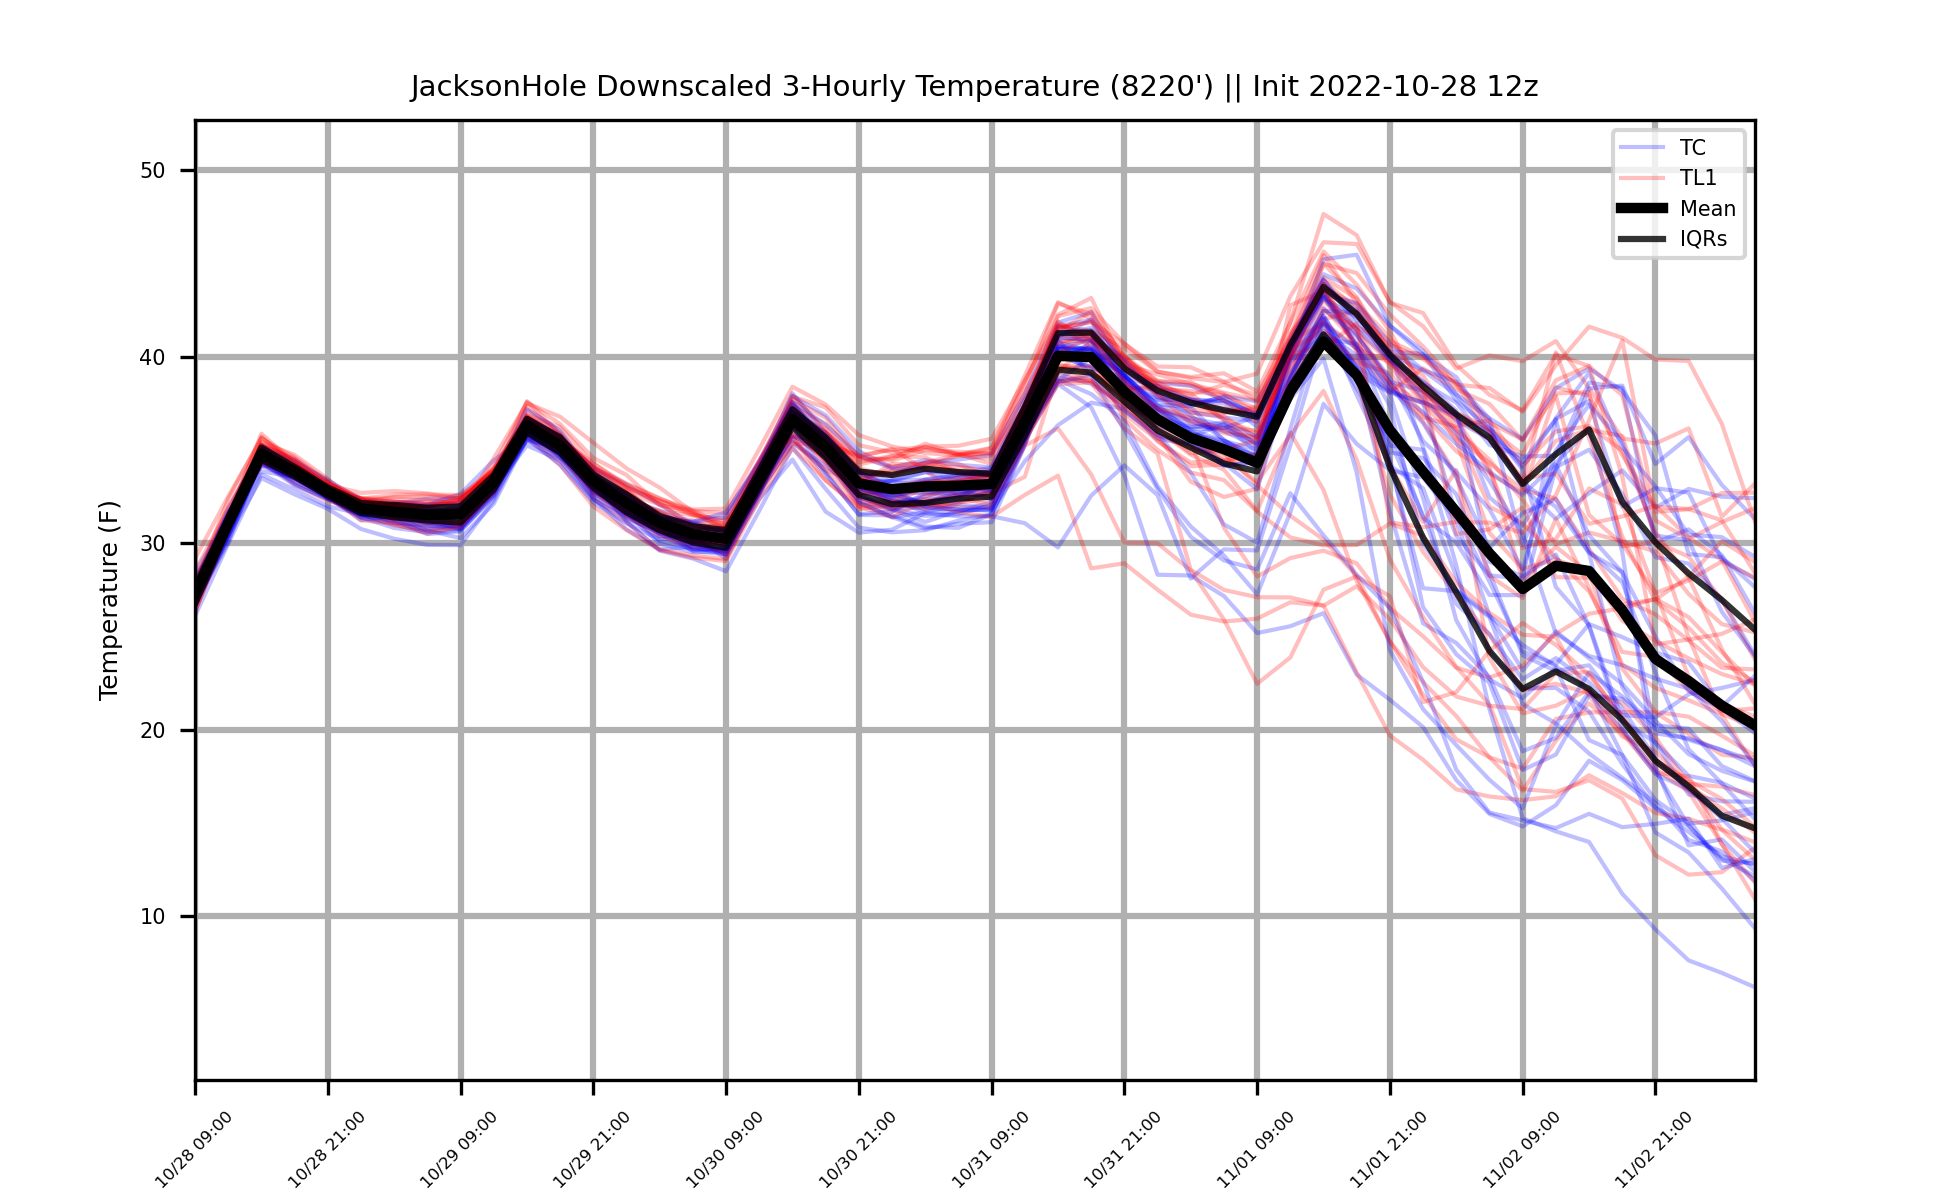 JacksonHole Downscaled 3-Hourly Temperature (8220') || Init 2022-10-28 12z
TC
TL1
Mean
IQRs
Temperature (F)
50
40
30
20
10
10/28 09:00
10/28 21:00
10/29 09:00
10/29 21:00
10/30 09:00
10/30 21:00
10/31 09:00
10/31 21:00
11/01 09:00
11/01 21:00
11/02 09:00
11/02 21:00